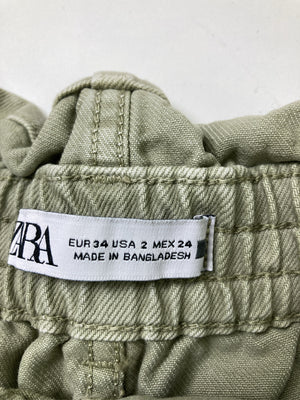 ZARA
EUR 34 USA 2 MEX 24
MADE IN BANGLADESH